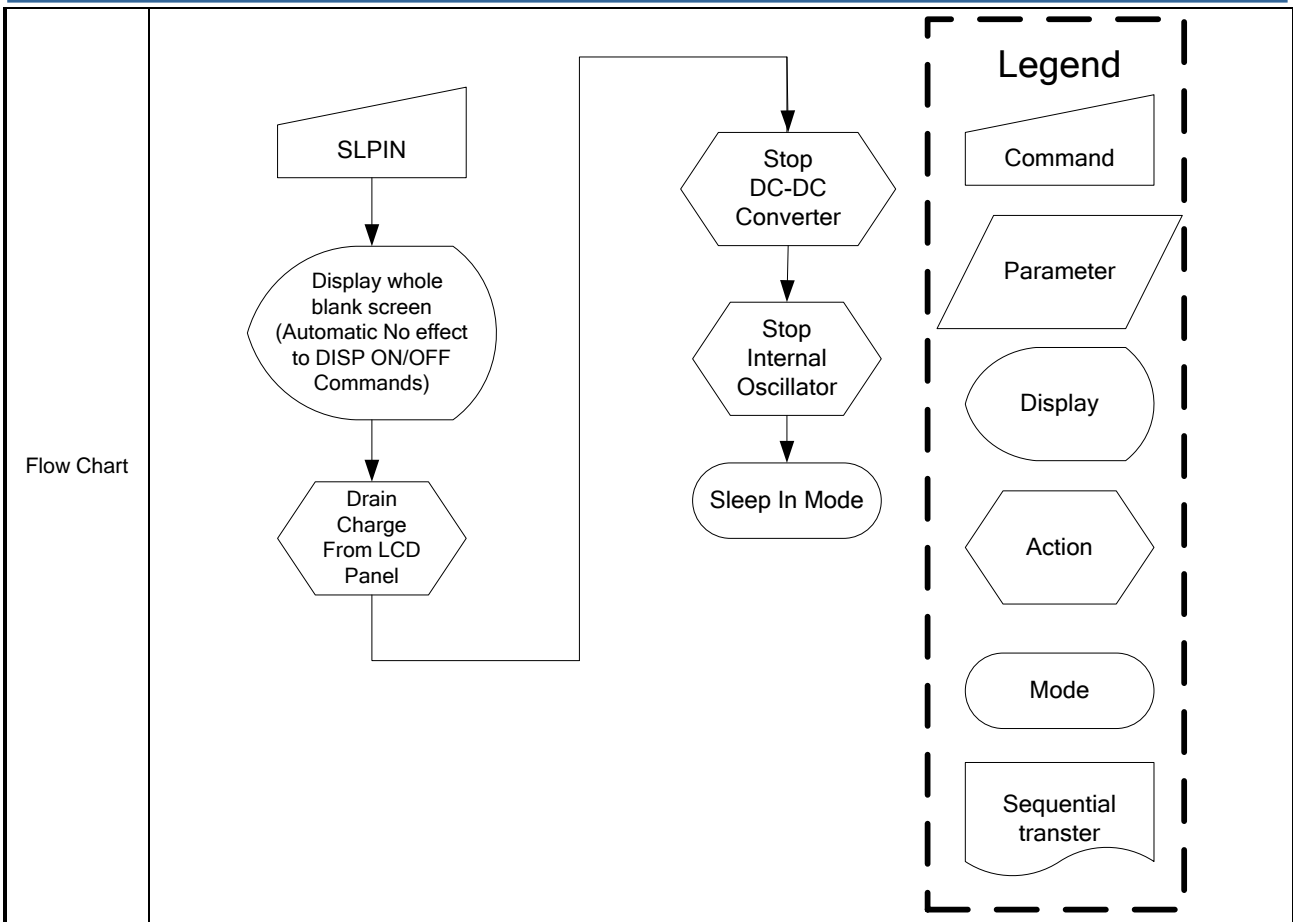 Flow Chart
SLPIN
Display whole
blank screen
(Automatic No effect
to DISP ON/OFF
Commands)
Drain
Charge
From LCD
Panel
Stop
DC-DC
Converter
Stop
Internal
Oscillator
Sleep In Mode
Legend
Command
Parameter
Display
Action
Mode
Sequential
transter